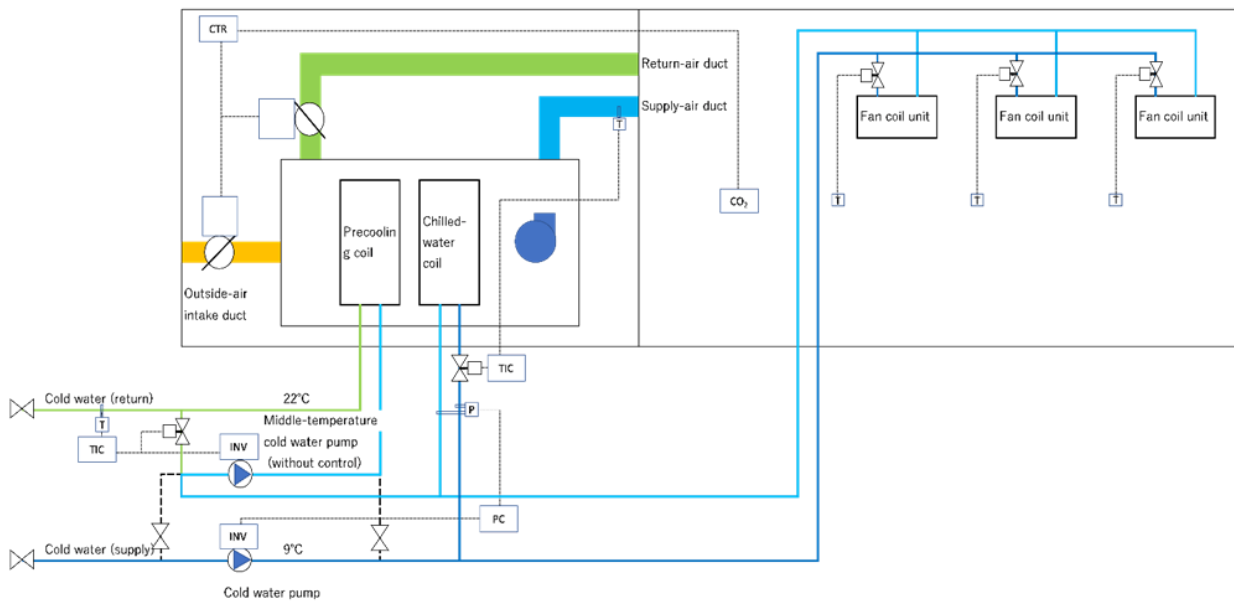 CTR
Return-air duct
Supply-air duct
T
Fan coil unit
Fan coil unit
Fan coil unit
Precoolin
g coil
Chilled-
water
coil
CO₂
T
T
T
Outside-air
intake duct
TIC
Cold water (return)
22°C
T
P
Middle-temperature
cold water pump
(without control)
TIC
INV
PC
INV
Cold water (supply)
9°C
Cold water pump